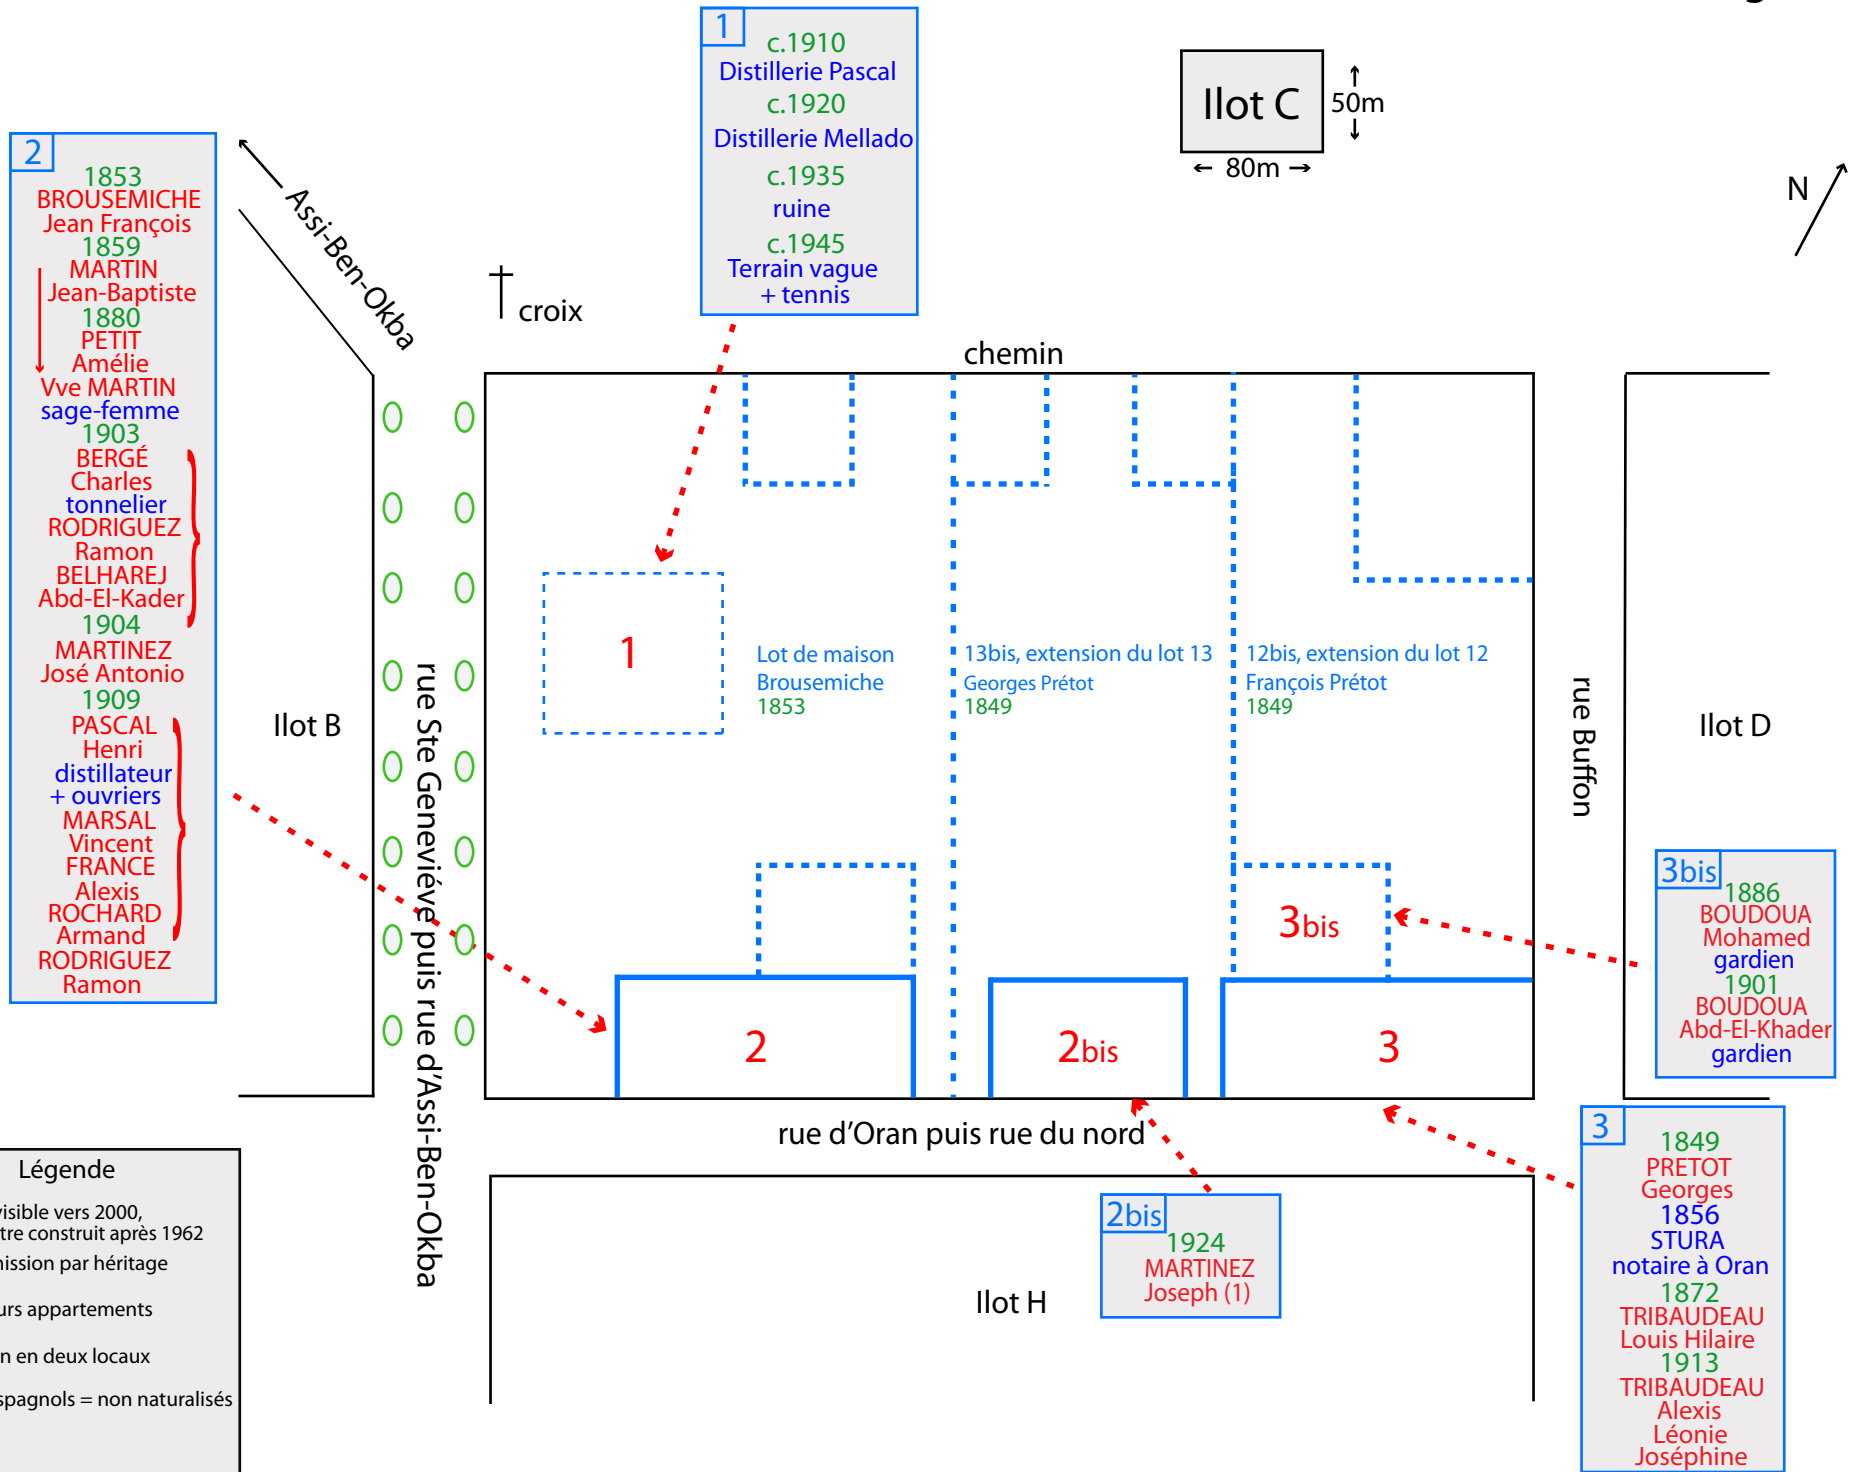 1
c.1910
Distillerie Pascal
c.1920
Distillerie Mellado
c.1935
ruine
c.1945
Terrain vague
+ tennis
Ilot C
50m
← 80m →
N
2
1853
BROUSEMICHE
Jean François
1859
MARTIN
Jean-Baptiste
1880
PETIT
Amélie
Vve MARTIN
sage-femme
1903
BERGÉ
Charles
tonnelier
RODRIGUEZ
Ramon
BELHAREJ
Abd-El-Kader
1904
MARTINEZ
José Antonio
1909
PASCAL
Henri
distillateur
+ ouvriers
MARSAL
Vincent
FRANCE
Alexis
ROCHARD
Armand
RODRIGUEZ
Ramon
Assi-Ben-Okba
croix
chemin
Ilot B
rue Ste Geneviéve puis rue d'Assi-Ben-Okba
1
Lot de maison
Brousemiche
1853
13bis, extension du lot 13
Georges Prétot
1849
12bis, extension du lot 12
François Prétot
1849
rue Buffon
Ilot D
3bis
2
2bis
3
3bis
1886
BOUDOUA
Mohamed
gardien
1901
BOUDOUA
Abd-El-Khader
gardien
rue d'Oran puis rue du nord
Ilot H
2bis
1924
MARTINEZ
Joseph (1)
3
1849
PRETOT
Georges
1856
STURA
notaire à Oran
1872
TRIBAUDEAU
Louis Hilaire
1913
TRIBAUDEAU
Alexis
Léonie
Joséphine
Légende
visible vers 2000,
tre construit après 1962
nission par héritage
urs appartements
n en deux locaux
spagnols = non naturalisés